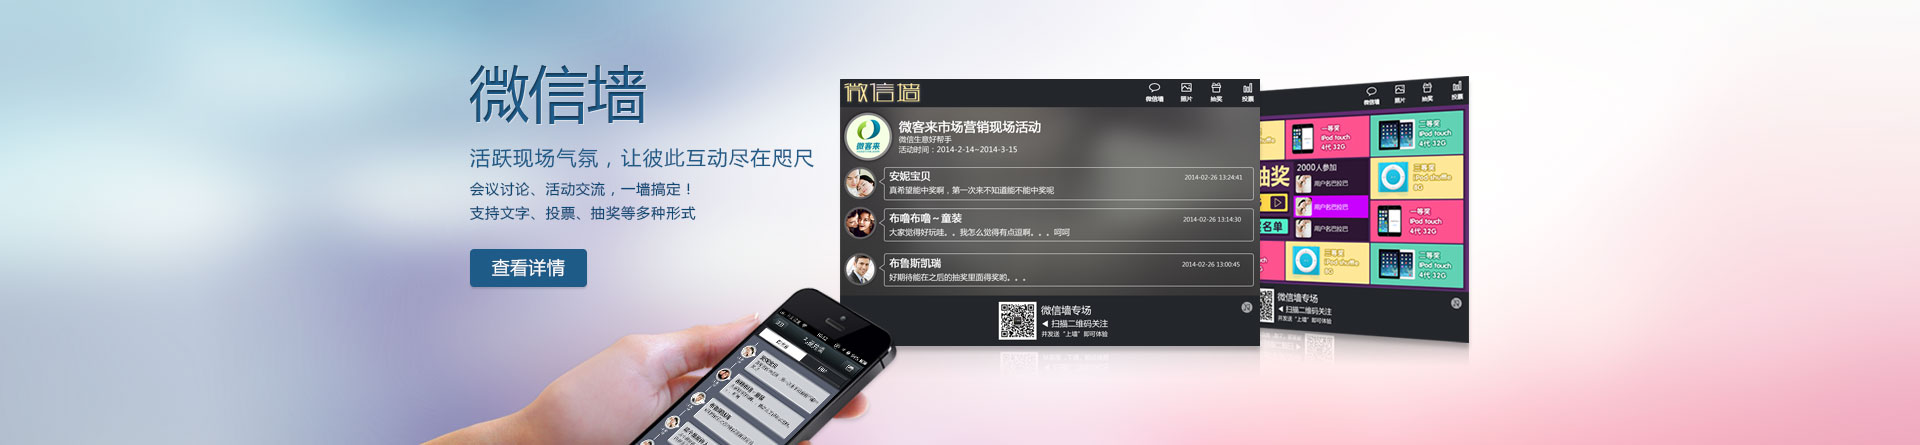 微信墙
活跃现场气氛，让彼此互动尽在咫尺
会议讨论、活动交流，一墙搞定！
支持文字、投票、抽奖等多种形式
查看详情
微信墙
微信墙 照片 抽奖 投票
微客来
微客来市场营销现场活动
微信生意好帮手
活动时间：2014-2-14~2014-3-15
安妮宝贝 2014-02-26 13:24:41
真希望能中奖啊，第一次来不知道能不能中奖呢
布噜布噜~童装 2014-02-26 13:14:30
大家觉得好玩哇。。我怎么觉得有点逗啊。。。呵呵
布鲁斯凯瑞 2014-02-26 13:00:45
好期待能在之后的抽奖里面得奖哟。。。
微信墙专场
扫描二维码关注
并发送“上墙”即可体验
微信墙 照片 抽奖 投票
一等奖
iPod touch
4代 32G
二等奖
iPod touch
4代 32G
抽奖
2000人参加
用户名巴拉巴
用户名巴拉巴
用户名巴拉巴
名单
三等奖
iPod shuffle
8G
一等奖
iPod touch
4代 32G
三等奖
iPod shuffle
8G
二等奖
iPod touch
4代 32G
微信墙专场
扫描二维码关注
并发送“上墙”即可体验